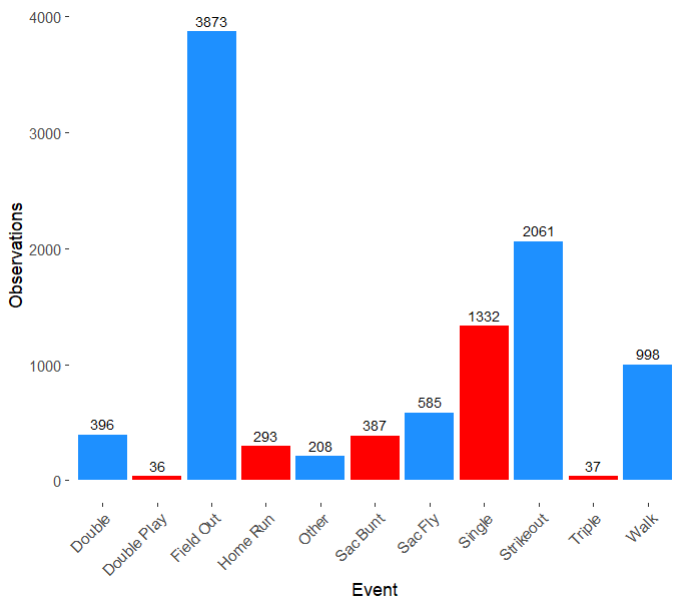 4000
3000
2000
1000
0
Observations
396
36
3873
293
208
387
585
1332
2061
37
998
Double
Double Play
Field Out
Home Run
Other
Sac Bunt
Sac Fly
Single
Strikeout
Triple
Walk
Event